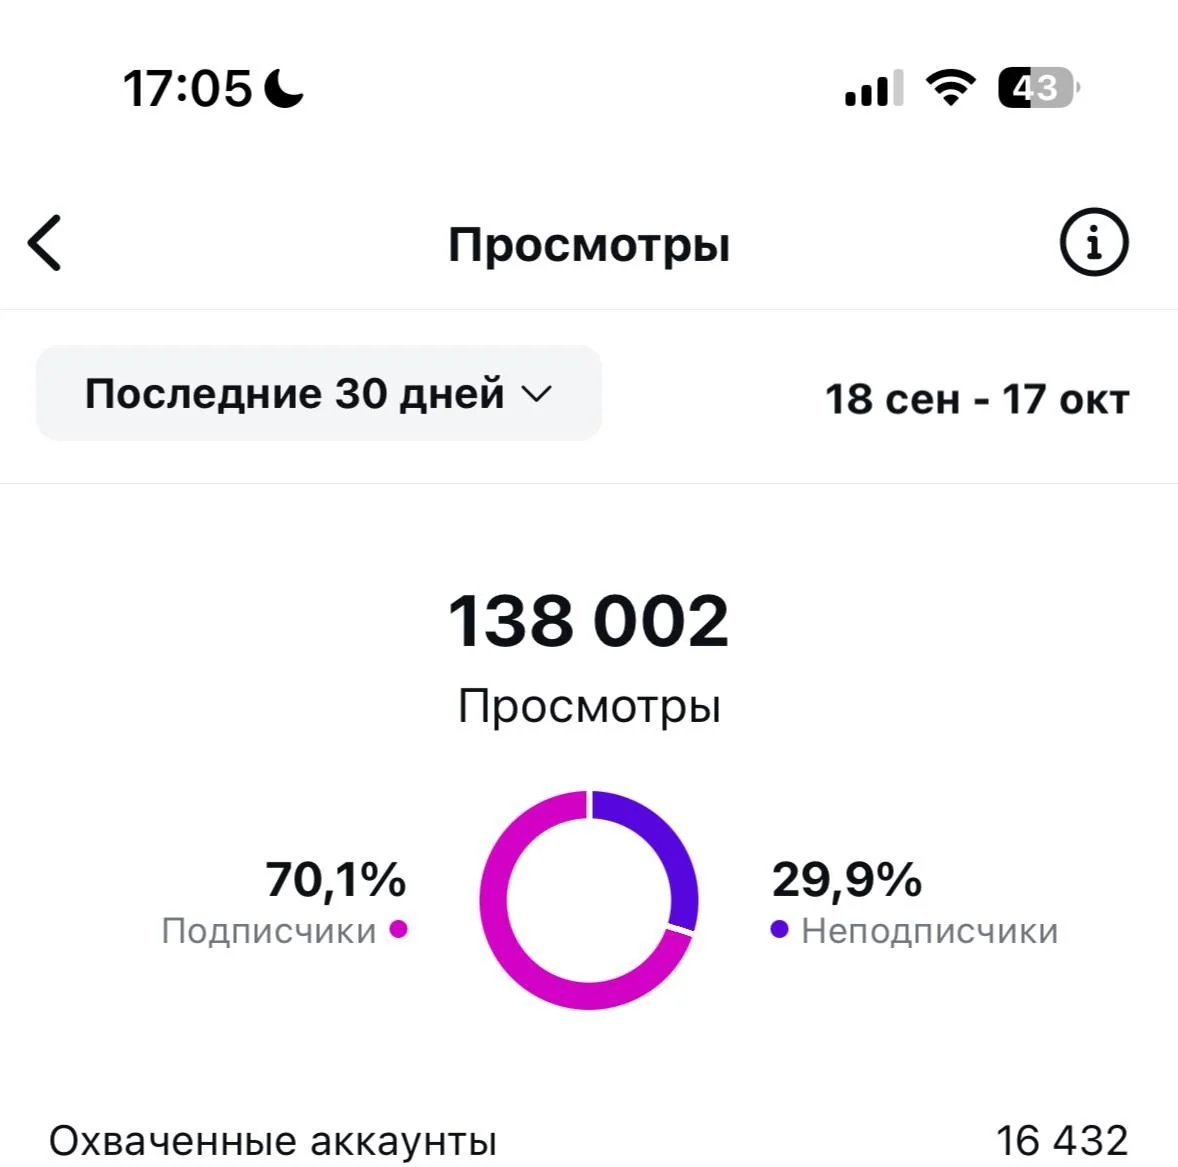 17:05
43
Просмотры
Последние 30 дней
18 сен - 17 окт
138 002
Просмотры
70,1%
Подписчики
29,9%
Неподписчики
Охваченные аккаунты
16 432